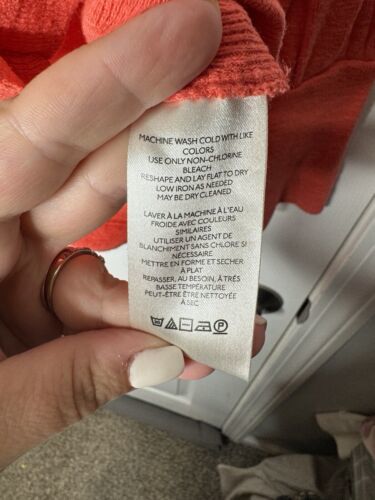 MACHINE WASH COLD WITH LIKE
COLORS
USE ONLY NON-CHLORINE
BLEACH
RESHAPE AND LAY FLAT TO DRY
LOW IRON AS NEEDED
MAY BE DRY CLEANED
LAVER À LA MACHINE À L'EAU
FROIDE AVEC COULEURS
SIMILAIRES
UTILISER UN AGENT DE
BLANCHIMENT SANS CHLORE SI
NÉCESSAIRE
METTRE EN FORME ET SECHER
À PLAT
REPASSER, AU BESOIN, À TRÉS
BASSE TEMPÉRATURE
PEUT-ÊTRE ÊTRE NETTOYÉE
À SEC